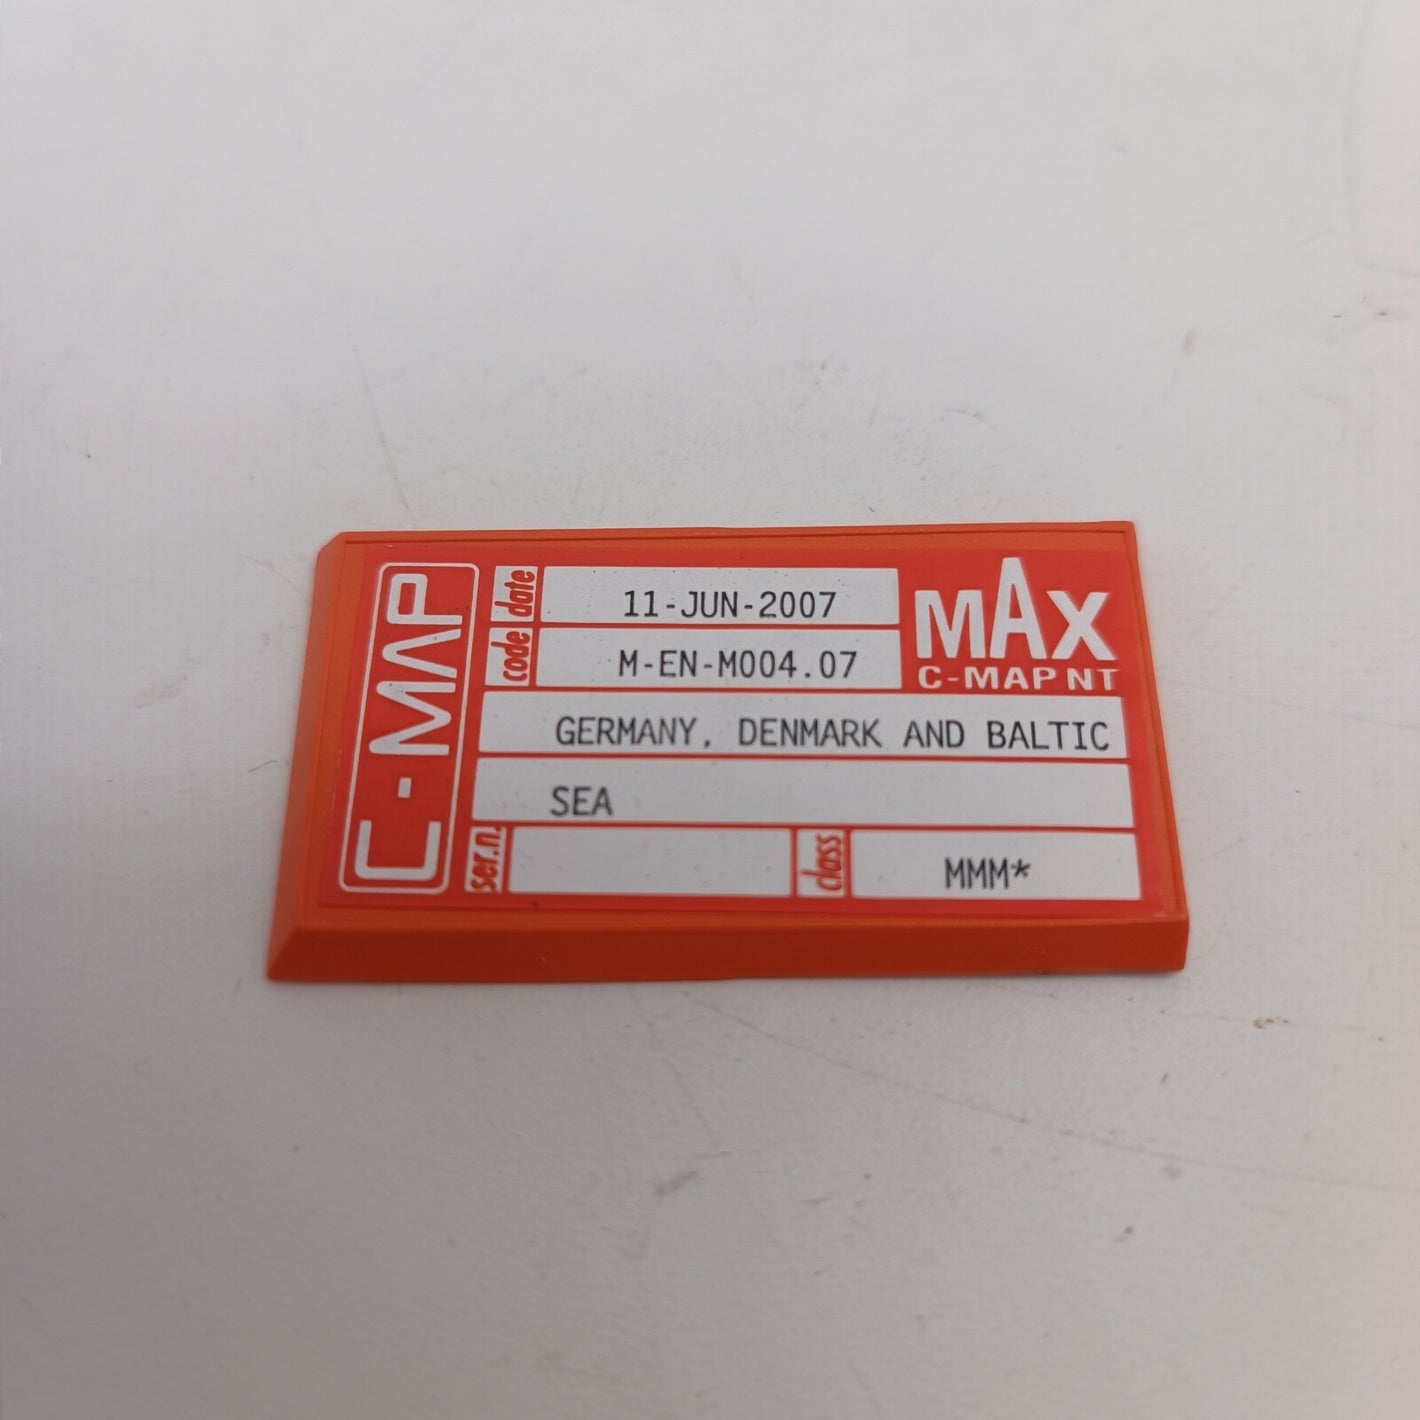 C-MAP
date 11-JUN-2007
code M-EN-M004.07
MAX
C-MAP NT
GERMANY, DENMARK AND BALTIC
SEA
ser.n.
class MMM*